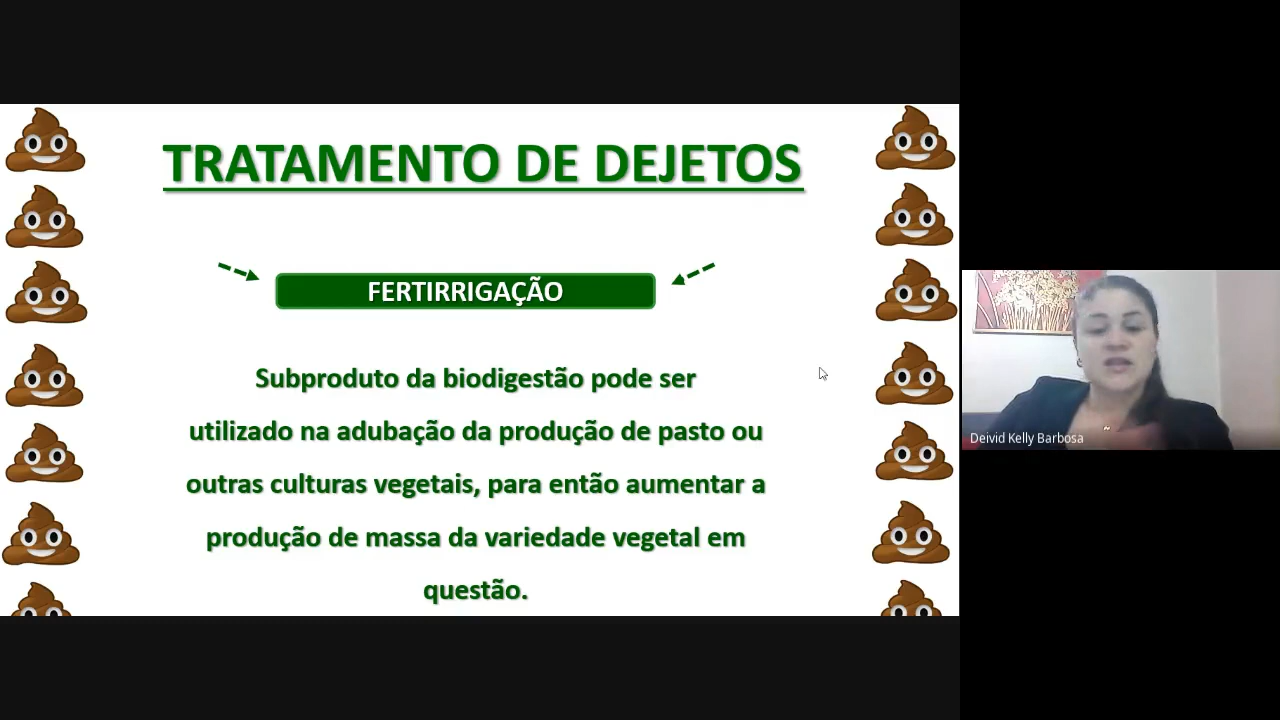 TRATAMENTO DE DEJETOS
FERTIRRIGAÇÃO
Subproduto da biodigestão pode ser
utilizado na adubação da produção de pasto ou
outras culturas vegetais, para então aumentar a
produção de massa da variedade vegetal em
questão.
Deivid Kelly Barbosa